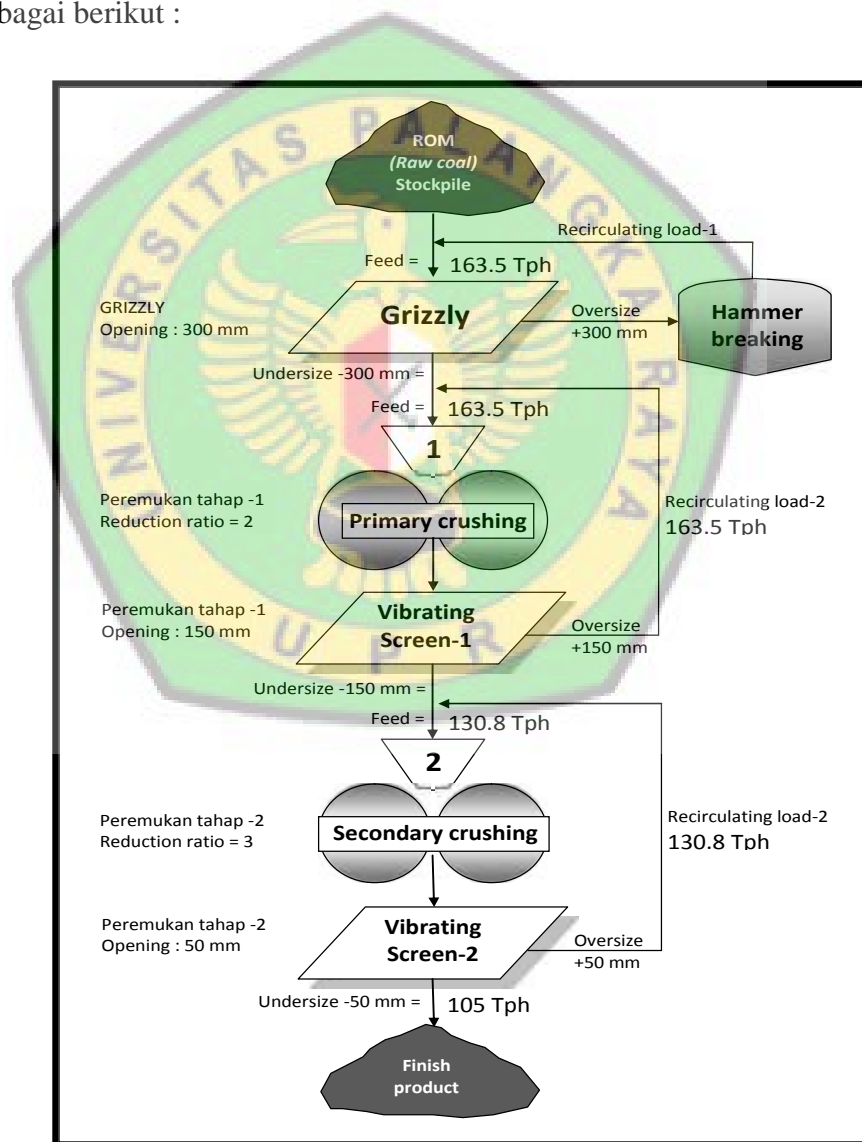 bagai berikut :
ROM
(Raw coal)
Stockpile
Recirculating load-1
Feed = 163.5 Tph
GRIZZLY
Opening : 300 mm
Grizzly
Oversize
+300 mm
Hammer
breaking
Undersize -300 mm =
Feed = 163.5 Tph
1
Peremukan tahap -1
Reduction ratio = 2
Primary crushing
Recirculating load-2
163.5 Tph
Peremukan tahap -1
Opening : 150 mm
Vibrating
Screen-1
Oversize
+150 mm
Undersize -150 mm =
Feed = 130.8 Tph
2
Peremukan tahap -2
Reduction ratio = 3
Secondary crushing
Recirculating load-2
130.8 Tph
Peremukan tahap -2
Opening : 50 mm
Vibrating
Screen-2
Oversize
+50 mm
Undersize -50 mm = 105 Tph
Finish
product
UNIVERSITAS PALANGKA RAYA
UPR